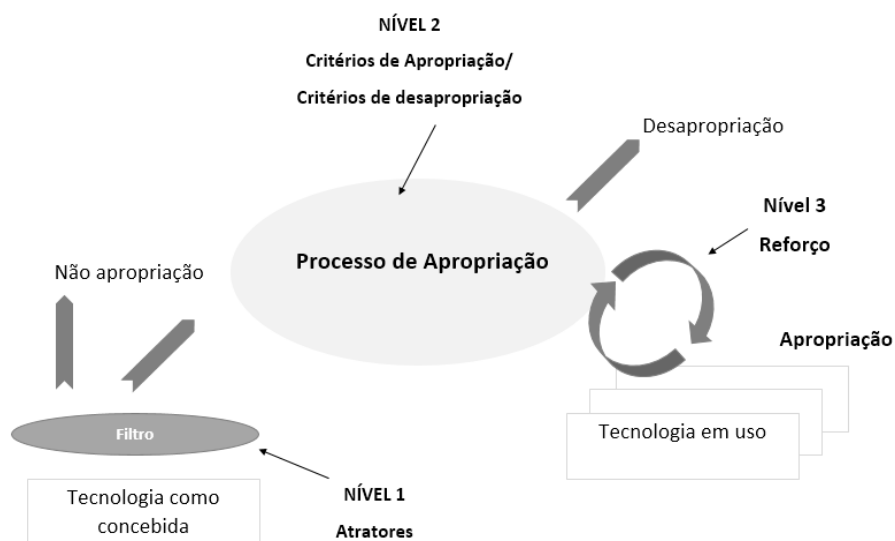 NÍVEL 2
Critérios de Apropriação/
Critérios de desapropriação
Desapropriação
Nível 3
Reforço
Processo de Apropriação
Não apropriação
Apropriação
Filtro
Tecnologia em uso
Tecnologia como
concebida
NÍVEL 1
Atratores